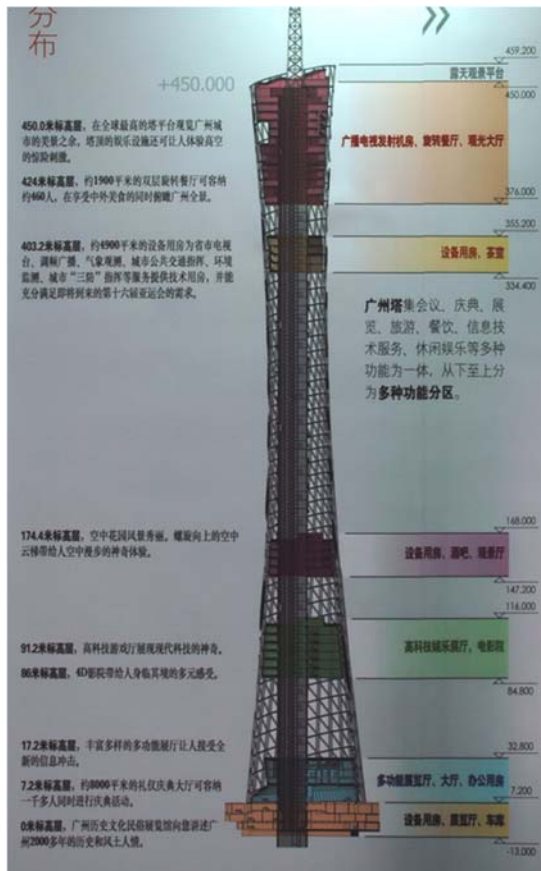 分
布
+450.000
450.0米标高层，在全球最高的塔平台观览广州城
市的美景之余，塔顶的娱乐设施还可让人体验高空
的惊险刺激。
424米标高层，约1900平米的双层旋转餐厅可容纳
约460人，在享受中外美食的同时俯瞰广州全景。
403.2米标高层，约4900平米的设备用房为省市电视
台、调频广播、气象观测、城市公共交通指挥、环境
监测、城市“三防”指挥等服务提供技术用房，并能
充分满足即将到来的第十六届亚运会的需求。
174.4米标高层，空中花园风景秀丽。螺旋向上的空中
云梯带给人空中漫步的神奇体验。
91.2米标高层，高科技游戏厅展现现代科技的神奇。
86米标高层，4D影院带给人身临其境的多元感受。
17.2米标高层，丰富多样的多功能展厅让人接受全
新的信息冲击。
7.2米标高层，约8000平米的礼仪庆典大厅可容纳
一千多人同时进行庆典活动。
0米标高层，广州历史文化民俗展览馆向您讲述广
州2000多年的历史和风土人情。
459.200
露天观景平台
450.000
广播电视发射机房、旋转餐厅、观光大厅
376.000
355.200
设备用房、茶室
334.400
广州塔集会议、庆典、展
览、旅游、餐饮、信息技
术服务、休闲娱乐等多种
功能为一体，从下至上分
为多种功能分区。
168.000
设备用房、酒吧、观景厅
147.200
116.000
高科技娱乐展厅、电影院
84.800
32.800
多功能展览厅、大厅、办公用房
7.200
设备用房、展览厅、车库
-13.000